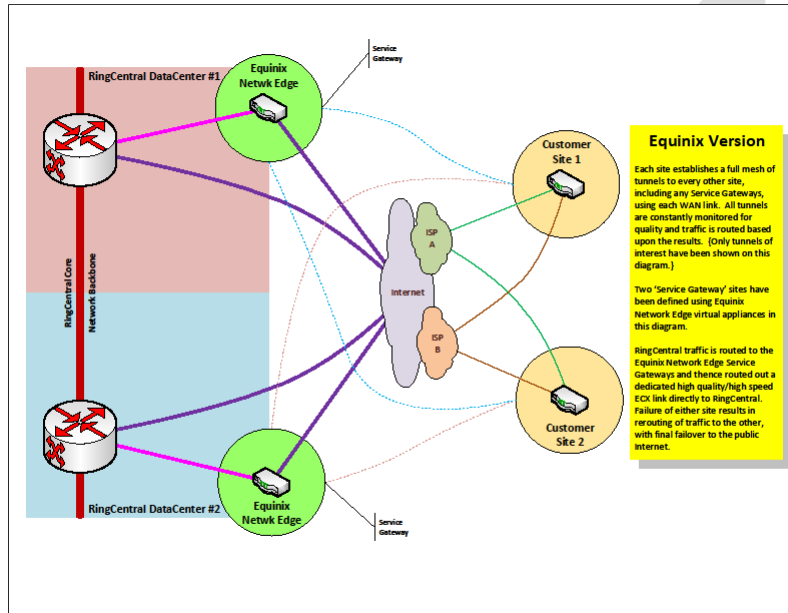 Service
Gateway
RingCentral DataCenter #1
Equinix
Netwk Edge
Customer
Site 1
ISP
A
Internet
ISP
B
RingCentral Core
Network Backbone
Customer
Site 2
RingCentral DataCenter #2
Equinix
Netwk Edge
Service
Gateway
Equinix Version
Each site establishes a full mesh of
tunnels to every other site,
including any Service Gateways,
using each WAN link.  All tunnels
are constantly monitored for
quality and traffic is routed based
upon the results.  (Only tunnels of
interest have been shown on this
diagram.)
Two ‘Service Gateway’ sites have
been defined using Equinix
Network Edge virtual appliances in
this diagram.
RingCentral traffic is routed to the
Equinix Network Edge Service
Gateways and thence routed out a
dedicated high quality/high speed
ECX link directly to RingCentral.
Failure of either site results in
rerouting of traffic to the other,
with final failover to the public
Internet.